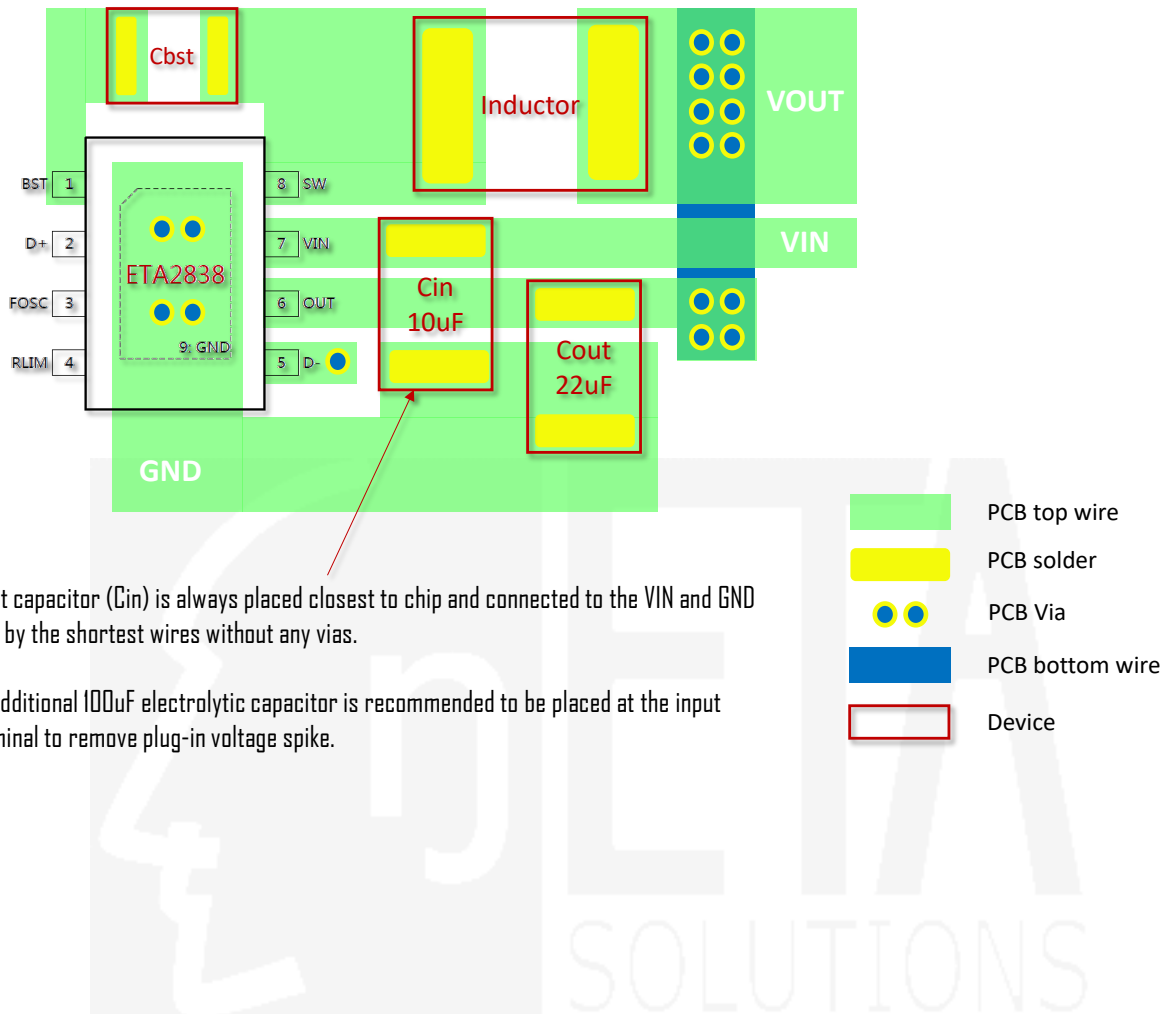 Cbst
Inductor
VOUT
BST 1
8 SW
D+ 2
7 VIN
VIN
ETA2838
Cin
10uF
FOSC 3
6 OUT
Cout
22uF
9: GND
RLIM 4
5 D-
GND
PCB top wire
PCB solder
PCB Via
PCB bottom wire
Device
t capacitor (Cin) is always placed closest to chip and connected to the VIN and GND
by the shortest wires without any vias.
dditional 100uF electrolytic capacitor is recommended to be placed at the input
minal to remove plug-in voltage spike.
ηETA
SOLUTIONS